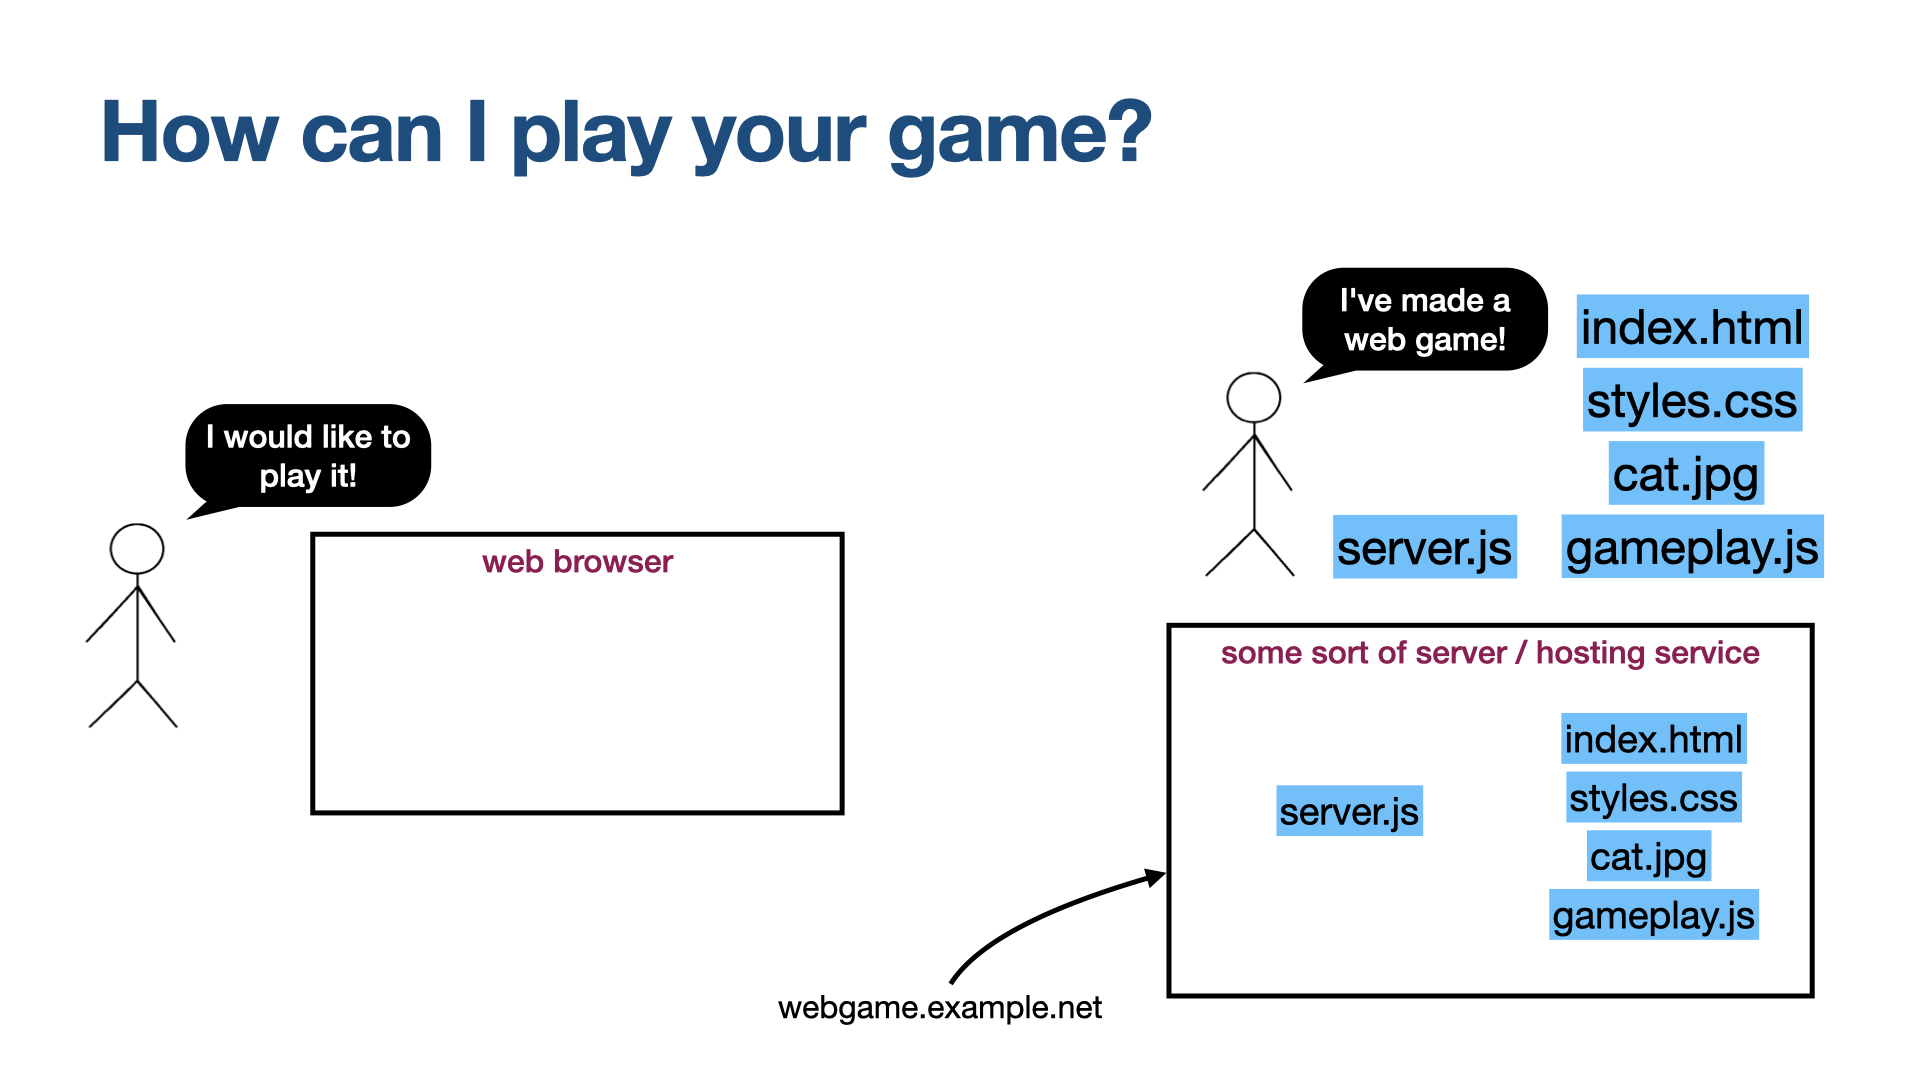 How can I play your game?
I would like to
play it!
web browser
I've made a
web game!
index.html
styles.css
cat.jpg
server.js
gameplay.js
some sort of server / hosting service
server.js
index.html
styles.css
cat.jpg
gameplay.js
webgame.example.net